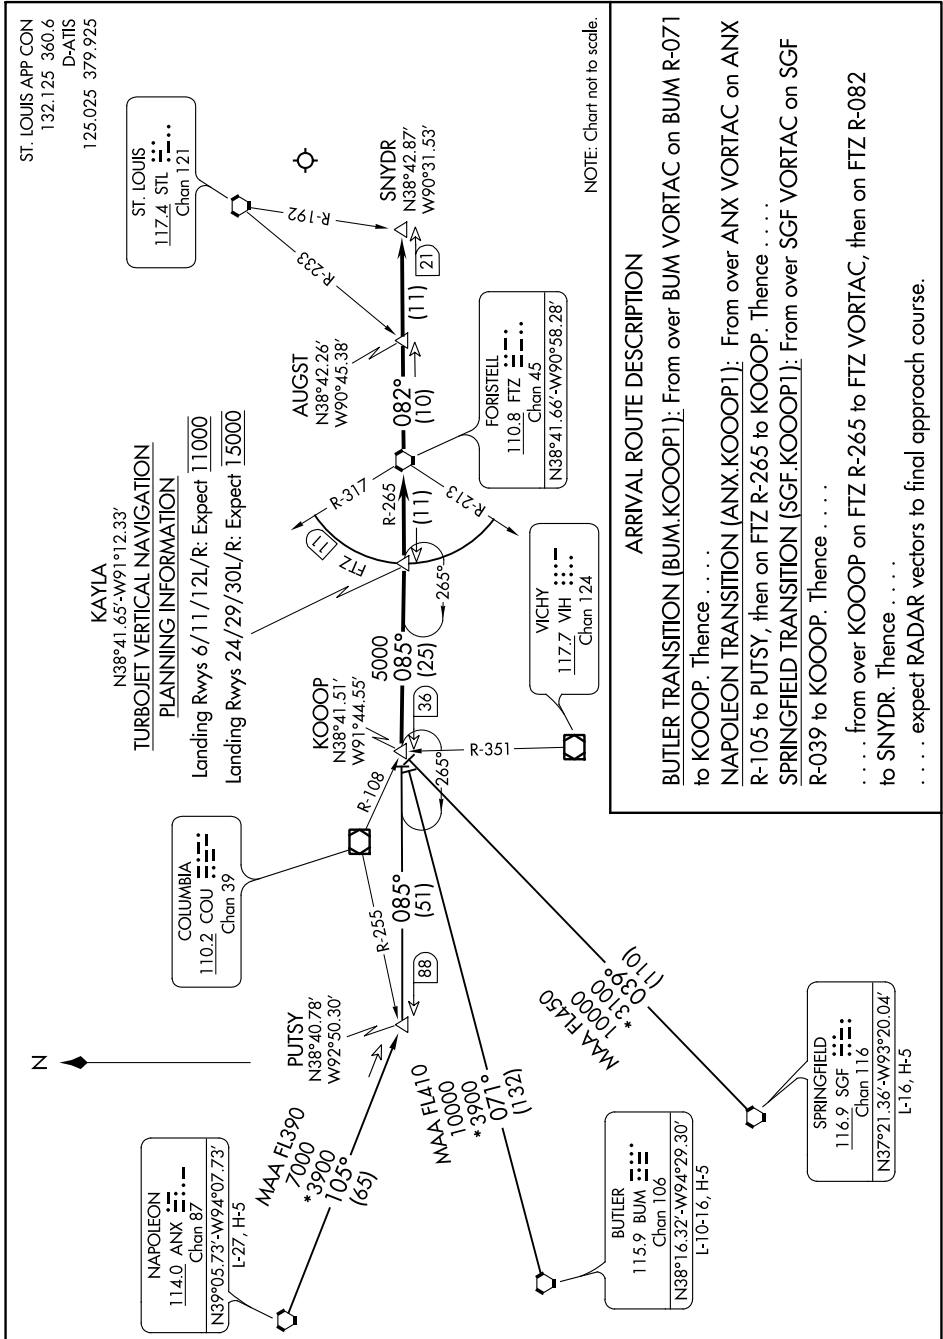 ST. LOUIS APP CON
132.125 360.6
D-ATIS
125.025 379.925
ST. LOUIS
117.4 STL
Chan 121
R-192
R-233
SNYDR
N38°42.87'
W90°31.53'
21
(11)
NOTE: Chart not to scale.
AUGST
N38°42.26'
W90°45.38'
082°
(10)
FORISTELL
110.8 FTZ
Chan 45
N38°41.66'-W90°58.28'
KAYLA
N38°41.65'-W91°12.33'
TURBOJET VERTICAL NAVIGATION
PLANNING INFORMATION
Landing Rwys 6/11/12L/R: Expect 11000
Landing Rwys 24/29/30L/R: Expect 15000
R-317
R-265
R-213
11
FTZ
(11)
265°
VICHY
117.7 VIH
Chan 124
R-351
KOOOP
N38°41.51'
W91°44.55'
5000
085°
(25)
36
265°
R-108
COLUMBIA
110.2 COU
Chan 39
R-255
085°
(51)
88
PUTSY
N38°40.78'
W92°50.30'
N
NAPOLEON
114.0 ANX
Chan 87
N39°05.73'-W94°07.73'
L-27, H-5
MAA FL390
7000
*3900
105°
(65)
MAA FL410
10000
*3900
071°
(132)
MAA FL450
10000
*3100
039°
(110)
BUTLER
115.9 BUM
Chan 106
N38°16.32'-W94°29.30'
L-10-16, H-5
SPRINGFIELD
116.9 SGF
Chan 116
N37°21.36'-W93°20.04'
L-16, H-5
ARRIVAL ROUTE DESCRIPTION
BUTLER TRANSITION (BUM.KOOOP1): From over BUM VORTAC on BUM R-071
to KOOOP. Thence . . . .
NAPOLEON TRANSITION (ANX.KOOOP1): From over ANX VORTAC on ANX
R-105 to PUTSY, then on FTZ R-265 to KOOOP. Thence . . . .
SPRINGFIELD TRANSITION (SGF.KOOOP1): From over SGF VORTAC on SGF
R-039 to KOOOP. Thence . . . .
. . . . from over KOOOP on FTZ R-265 to FTZ VORTAC, then on FTZ R-082
to SNYDR. Thence . . . .
. . . . expect RADAR vectors to final approach course.